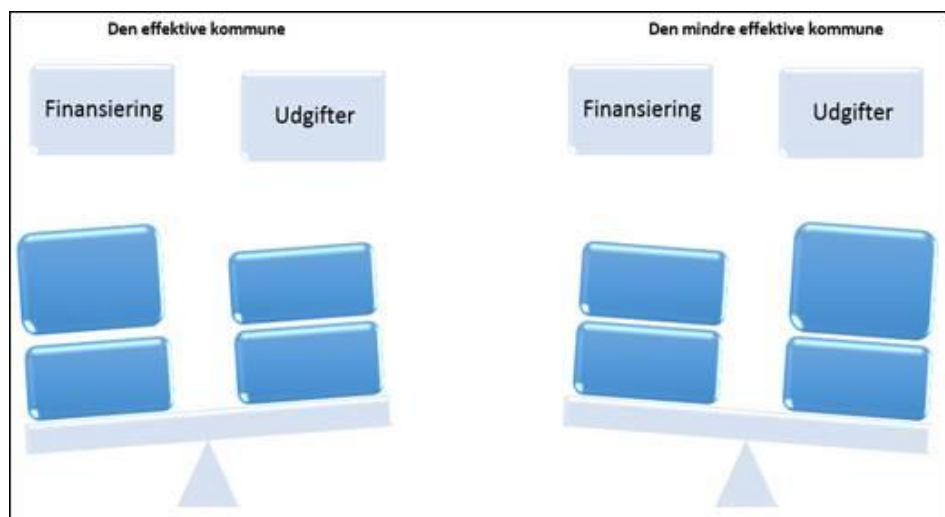 Den effektive kommune
Den mindre effektive kommune
Finansiering
Udgifter
Finansiering
Udgifter